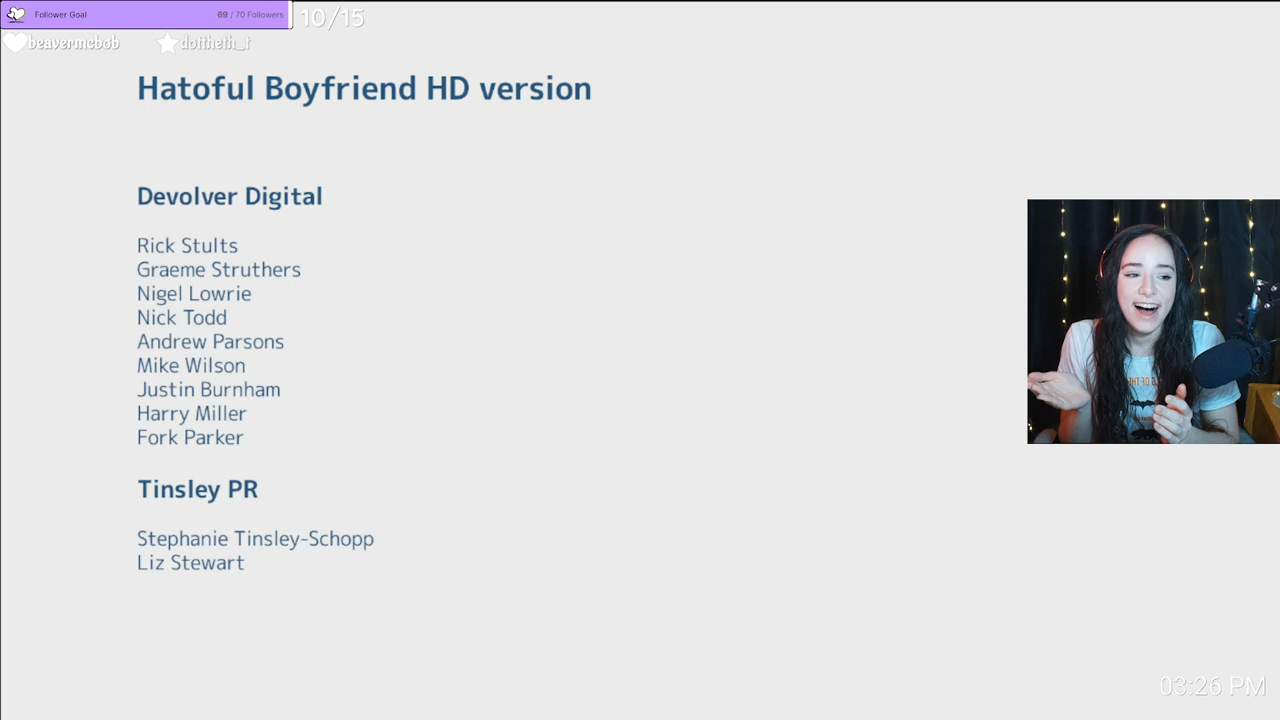 Follower Goal 69 / 70 Followers
10/15
beavermcbob dottheth_t
Hatoful Boyfriend HD version
Devolver Digital
Rick Stults
Graeme Struthers
Nigel Lowrie
Nick Todd
Andrew Parsons
Mike Wilson
Justin Burnham
Harry Miller
Fork Parker
Tinsley PR
Stephanie Tinsley-Schopp
Liz Stewart
03:26 PM